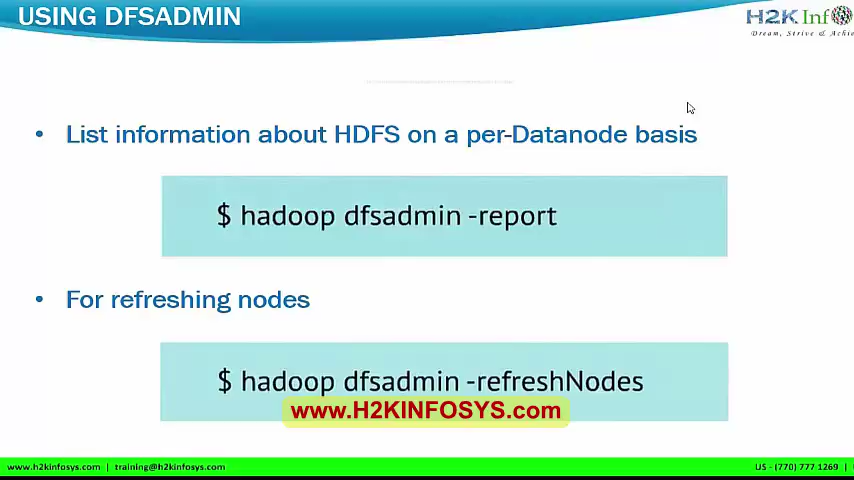 USING DFSADMIN
H2K Inf
Dream, Strive & Achie
• List information about HDFS on a per-Datanode basis
$ hadoop dfsadmin -report
• For refreshing nodes
$ hadoop dfsadmin -refreshNodes
www.H2KINFOSYS.com
www.h2kinfosys.com | training@h2kinfosys.com
US - (770) 777 1269 |